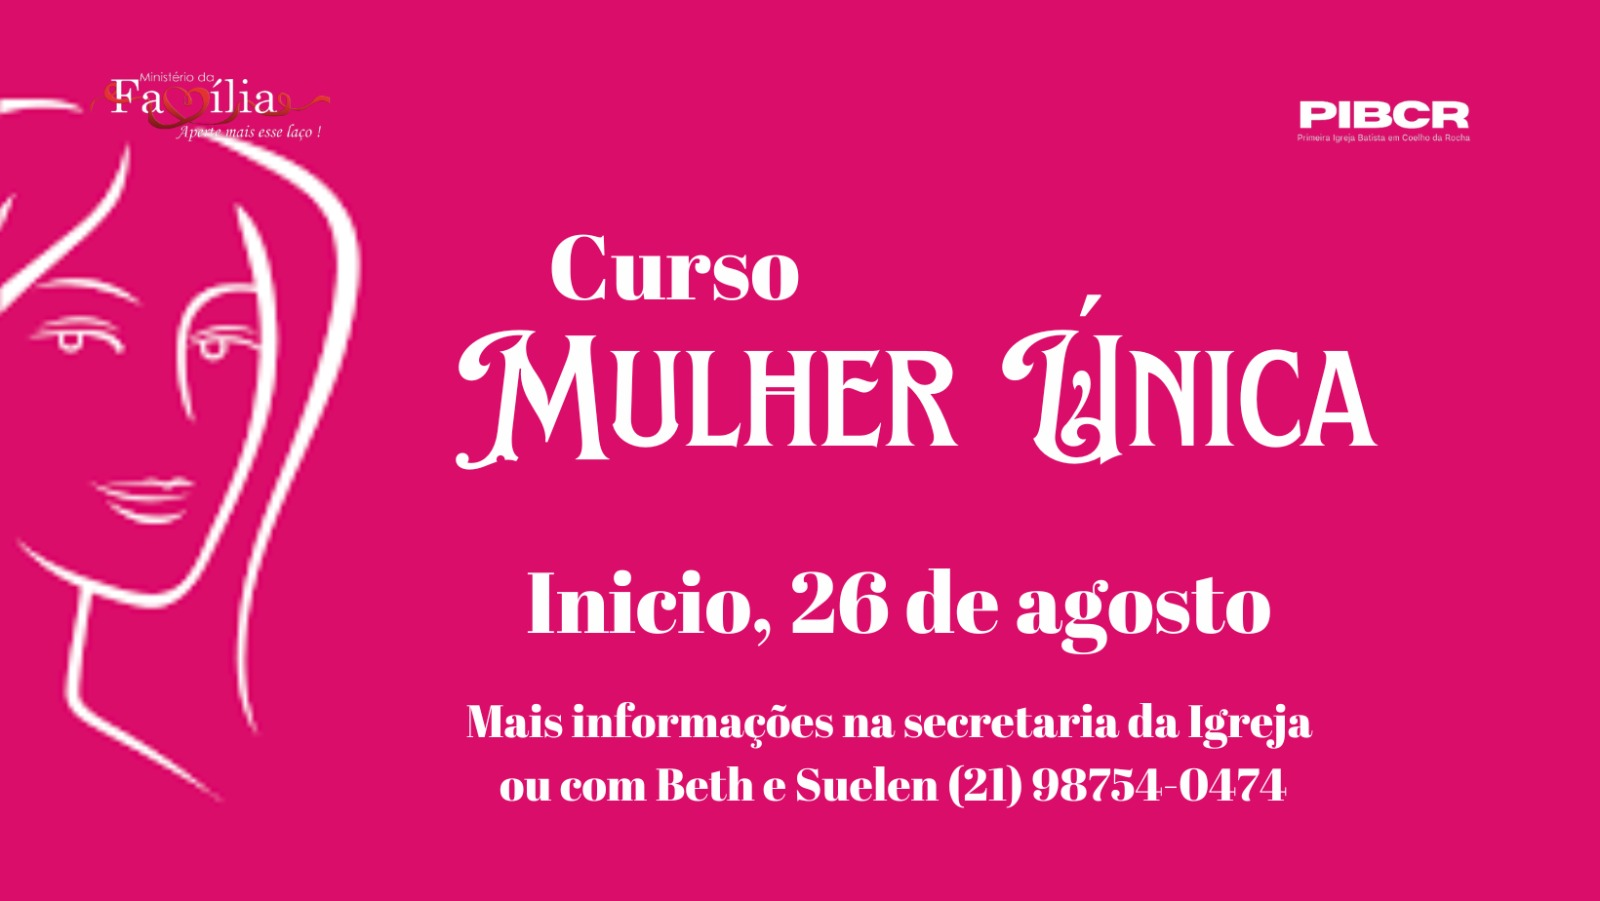 Ministério da
Família
Aperte mais esse laço !
PIBCR
Primeira Igreja Batista em Coelho da Rocha
Curso
MULHER ÚNICA
Inicio, 26 de agosto
Mais informações na secretaria da Igreja
ou com Beth e Suelen (21) 98754-0474